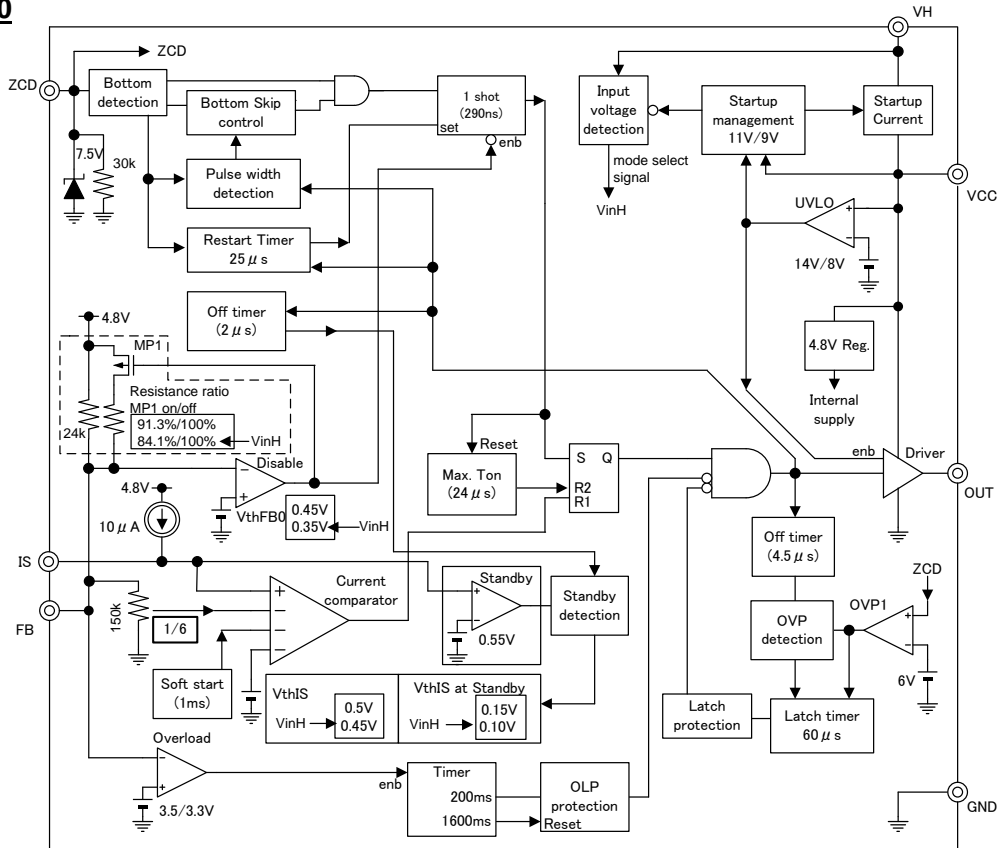 0
VH
ZCD
ZCD
Bottom
detection
Bottom Skip
control
1 shot
(290ns)
set
enb
Input
voltage
detection
Startup
management
11V/9V
Startup
Current
mode select
signal
VinH
VCC
7.5V
30k
Pulse width
detection
UVLO
14V/8V
Restart Timer
25μs
Off timer
(2μs)
4.8V
MP1
4.8V Reg.
Internal
supply
Resistance ratio
MP1 on/off
91.3%/100%
84.1%/100%
VinH
24k
Disable
Reset
Max. Ton
(24μs)
S Q
R2
R1
enb
Driver
OUT
4.8V
VthFB0
0.45V
0.35V
VinH
10μA
IS
Off timer
(4.5μs)
Current
comparator
Standby
0.55V
Standby
detection
ZCD
FB
150k
1/6
OVP
detection
OVP1
6V
Soft start
(1ms)
VthIS
VinH
0.5V
0.45V
VthIS at Standby
VinH
0.15V
0.10V
Latch
protection
Latch timer
60μs
Overload
3.5/3.3V
enb
Timer
200ms
1600ms
OLP
protection
Reset
GND